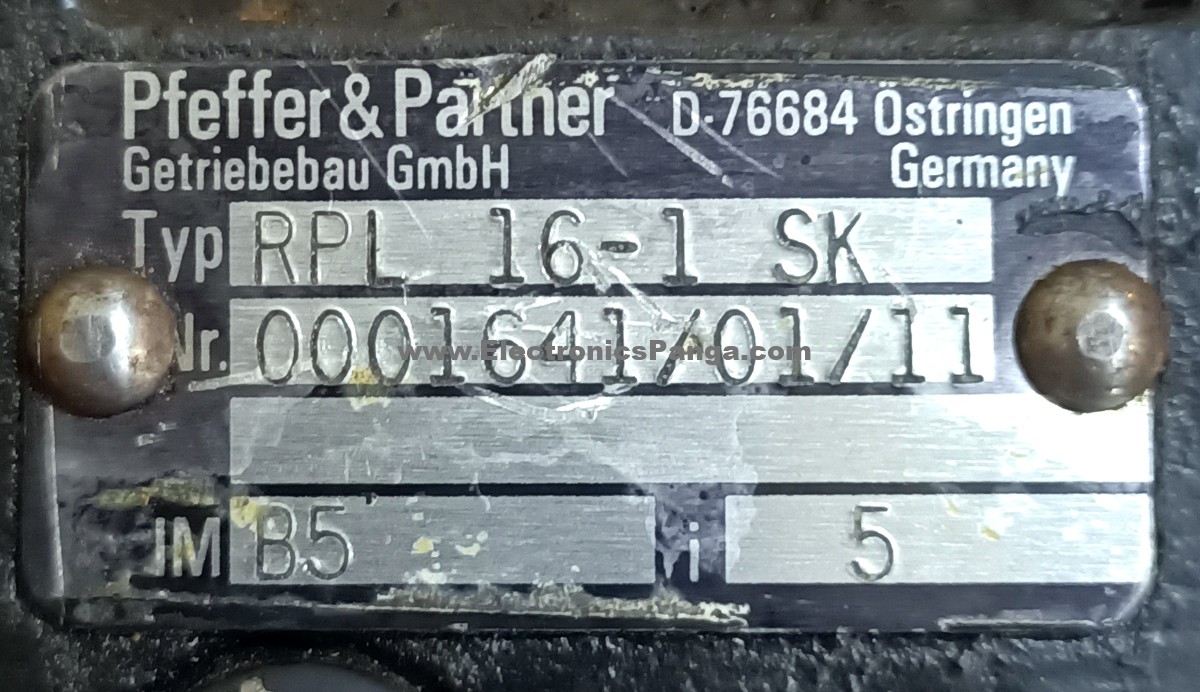 Pfeffer & Partner D-76684 Östringen
Getriebebau GmbH Germany
Typ RPL 16-1 SK
Nr. 0001641/01/11
www.ElectronicsPanga.com
IM B5 i 5